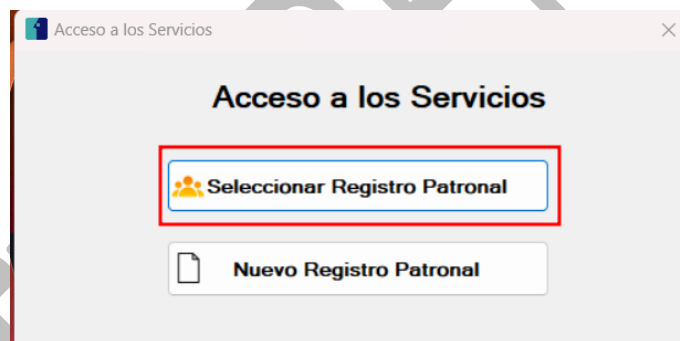 Acceso a los Servicios
Acceso a los Servicios
Seleccionar Registro Patronal
Nuevo Registro Patronal